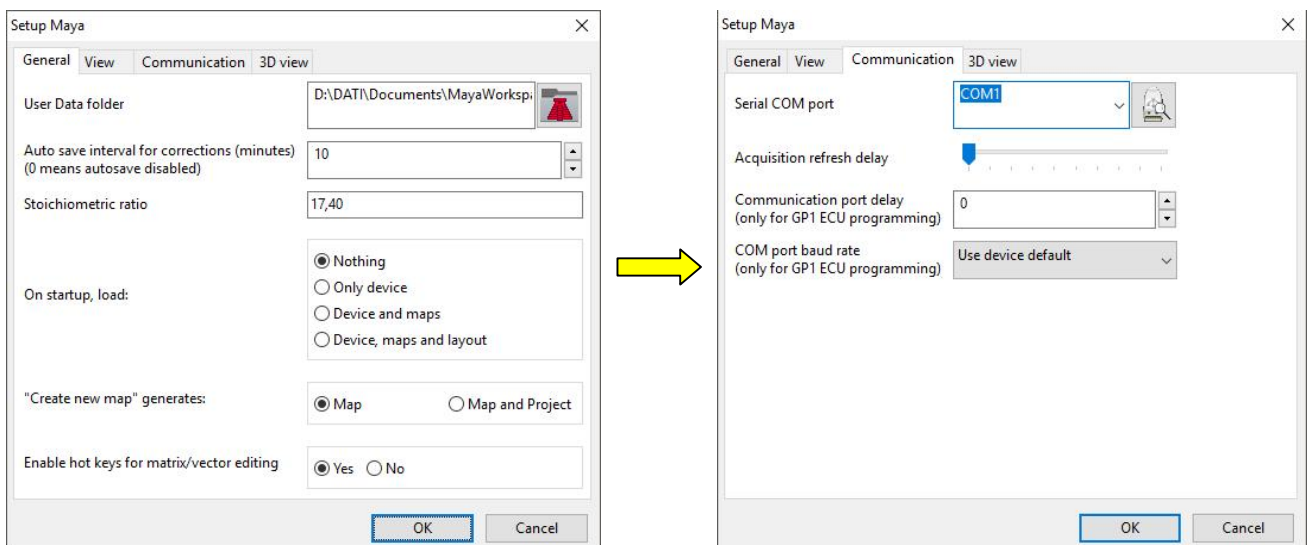 Setup Maya
General View Communication 3D view
User Data folder
D:\DATI\Documents\MayaWorkspa
Auto save interval for corrections (minutes)
(0 means autosave disabled)
10
Stoichiometric ratio
17,40
On startup, load:
Nothing
Only device
Device and maps
Device, maps and layout
"Create new map" generates:
Map
Map and Project
Enable hot keys for matrix/vector editing
Yes
No
OK
Cancel
Setup Maya
General View Communication 3D view
Serial COM port
COM1
Acquisition refresh delay
Communication port delay
(only for GP1 ECU programming)
0
COM port baud rate
(only for GP1 ECU programming)
Use device default
OK
Cancel